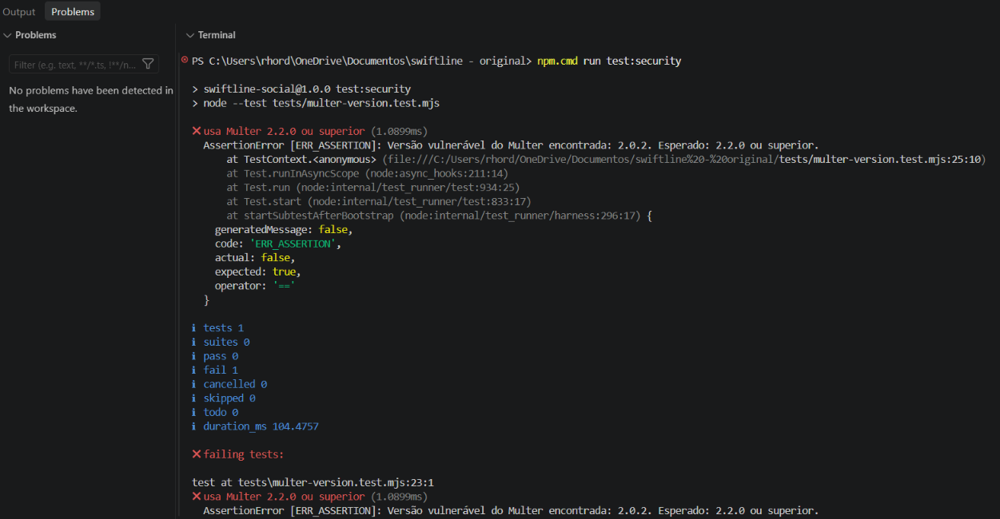 Output Problems
Problems
Filter (e.g. text, **/*.ts, !**/n...
No problems have been detected in
the workspace.
Terminal
PS C:\Users\rhord\OneDrive\Documentos\swiftline - original> npm.cmd run test:security
> swiftline-social@1.0.0 test:security
> node --test tests/multer-version.test.mjs
❌ usa Multer 2.2.0 ou superior (1.0899ms)
AssertionError [ERR_ASSERTION]: Versão vulnerável do Multer encontrada: 2.0.2. Esperado: 2.2.0 ou superior.
at TestContext.<anonymous> (file:///C:/Users/rhord/OneDrive/Documentos/swiftline%20-%20original/tests/multer-version.test.mjs:25:10)
at Test.runInAsyncScope (node:async_hooks:211:14)
at Test.run (node:internal/test_runner/test:934:25)
at Test.start (node:internal/test_runner/test:833:17)
at startSubtestAfterBootstrap (node:internal/test_runner/harness:296:17) {
generatedMessage: false,
code: 'ERR_ASSERTION',
actual: false,
expected: true,
operator: '=='
}
ℹ tests 1
ℹ suites 0
ℹ pass 0
ℹ fail 1
ℹ cancelled 0
ℹ skipped 0
ℹ todo 0
ℹ duration_ms 104.4757
❌ failing tests:
test at tests\multer-version.test.mjs:23:1
❌ usa Multer 2.2.0 ou superior (1.0899ms)
AssertionError [ERR_ASSERTION]: Versão vulnerável do Multer encontrada: 2.0.2. Esperado: 2.2.0 ou superior.